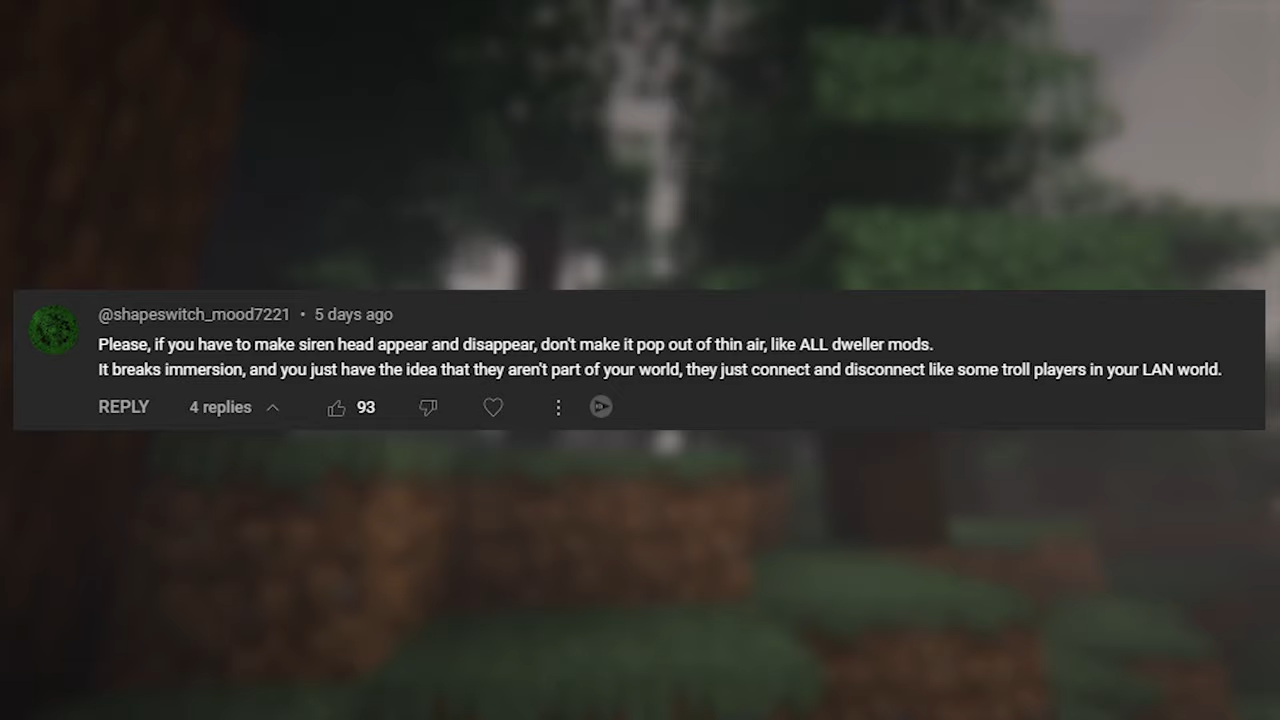 @shapeswitch_mood7221 • 5 days ago
Please, if you have to make siren head appear and disappear, don't make it pop out of thin air, like ALL dweller mods.
It breaks immersion, and you just have the idea that they aren't part of your world, they just connect and disconnect like some troll players in your LAN world.
REPLY 4 replies 93